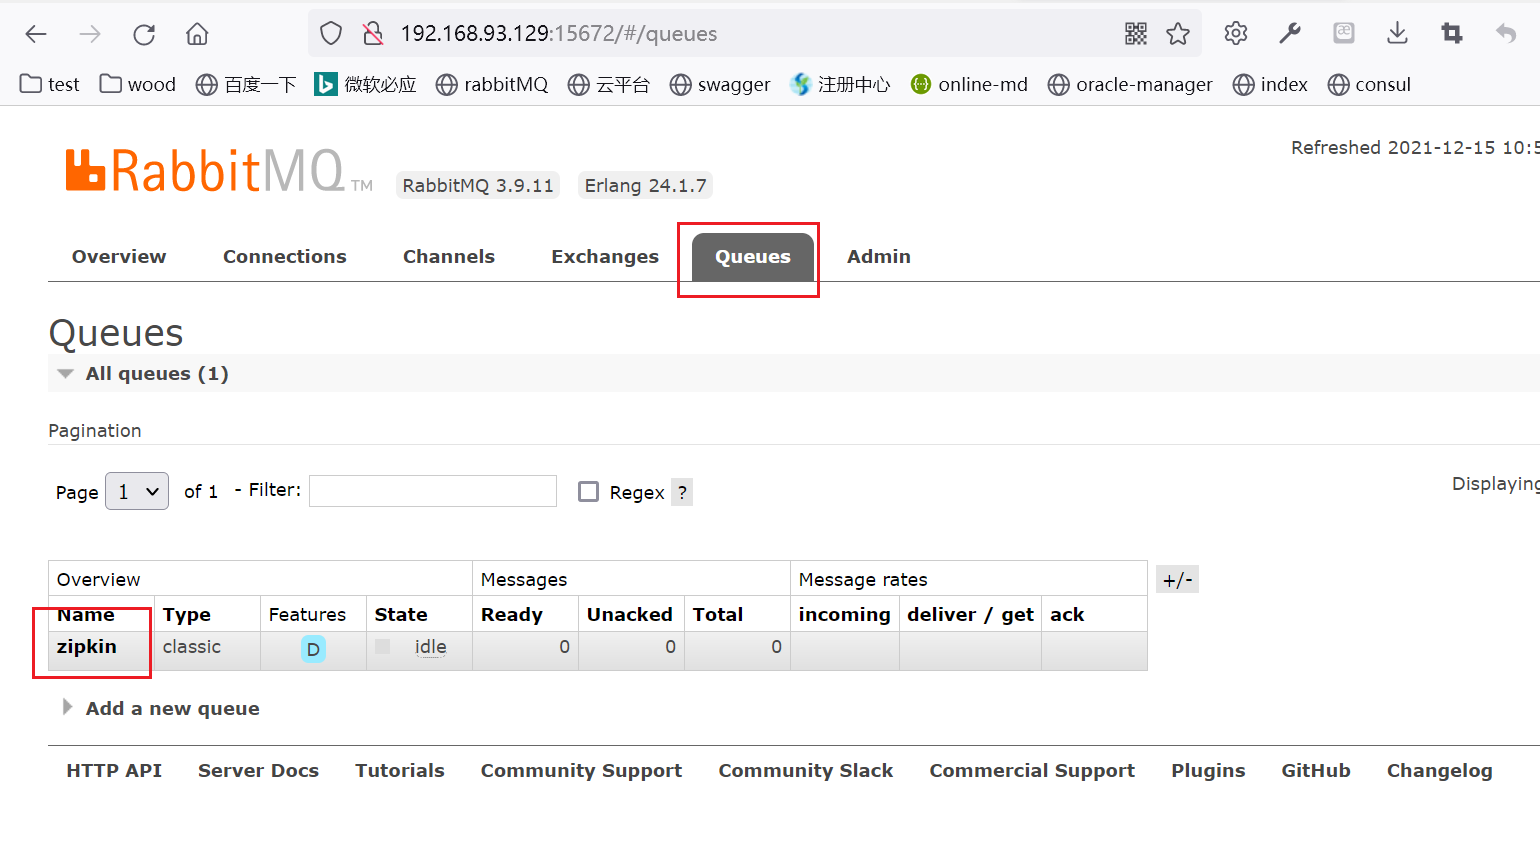 192.168.93.129:15672/#/queues
test wood 百度一下 微软必应 rabbitMQ 云平台 swagger 注册中心 online-md oracle-manager index consul
Refreshed 2021-12-15 10:5
RabbitMQ TM RabbitMQ 3.9.11 Erlang 24.1.7
Overview Connections Channels Exchanges Queues Admin
Queues
All queues (1)
Pagination
Page 1 of 1 - Filter: Regex ?
Displaying
Overview Messages Message rates +/-
Name Type Features State Ready Unacked Total incoming deliver / get ack
zipkin classic D idle 0 0 0
Add a new queue
HTTP API Server Docs Tutorials Community Support Community Slack Commercial Support Plugins GitHub Changelog